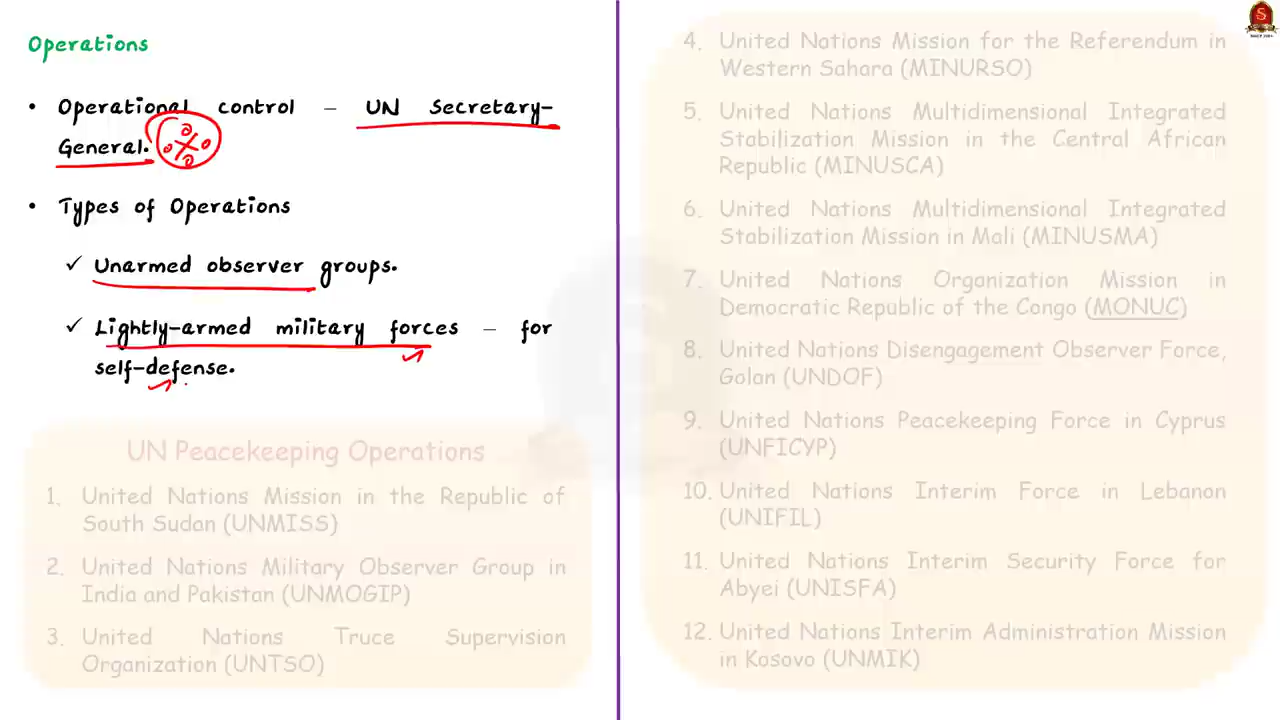 Operations
• Operational control – UN Secretary-
General.
• Types of Operations
✓ Unarmed observer groups.
✓ Lightly-armed military forces – for
self-defense.
UN Peacekeeping Operations
1. United Nations Mission in the Republic of
South Sudan (UNMISS)
2. United Nations Military Observer Group in
India and Pakistan (UNMOGIP)
3. United Nations Truce Supervision
Organization (UNTSO)
4. United Nations Mission for the Referendum in
Western Sahara (MINURSO)
5. United Nations Multidimensional Integrated
Stabilization Mission in the Central African
Republic (MINUSCA)
6. United Nations Multidimensional Integrated
Stabilization Mission in Mali (MINUSMA)
7. United Nations Organization Mission in
Democratic Republic of the Congo (MONUC)
8. United Nations Disengagement Observer Force,
Golan (UNDOF)
9. United Nations Peacekeeping Force in Cyprus
(UNFICYP)
10. United Nations Interim Force in Lebanon
(UNIFIL)
11. United Nations Interim Security Force for
Abyei (UNISFA)
12. United Nations Interim Administration Mission
in Kosovo (UNMIK)